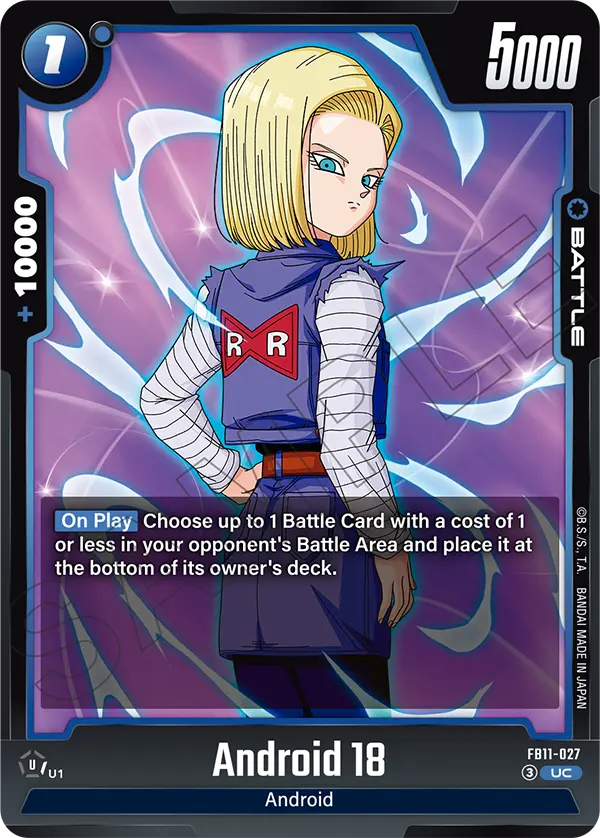 1
5000
+ 10000
BATTLE
R R
SAMPLE
On Play Choose up to 1 Battle Card with a cost of 1
or less in your opponent's Battle Area and place it at
the bottom of its owner's deck.
©B.S./S., T.A. BANDAI MADE IN JAPAN
U/U1
Android 18
FB11-027
3 UC
Android